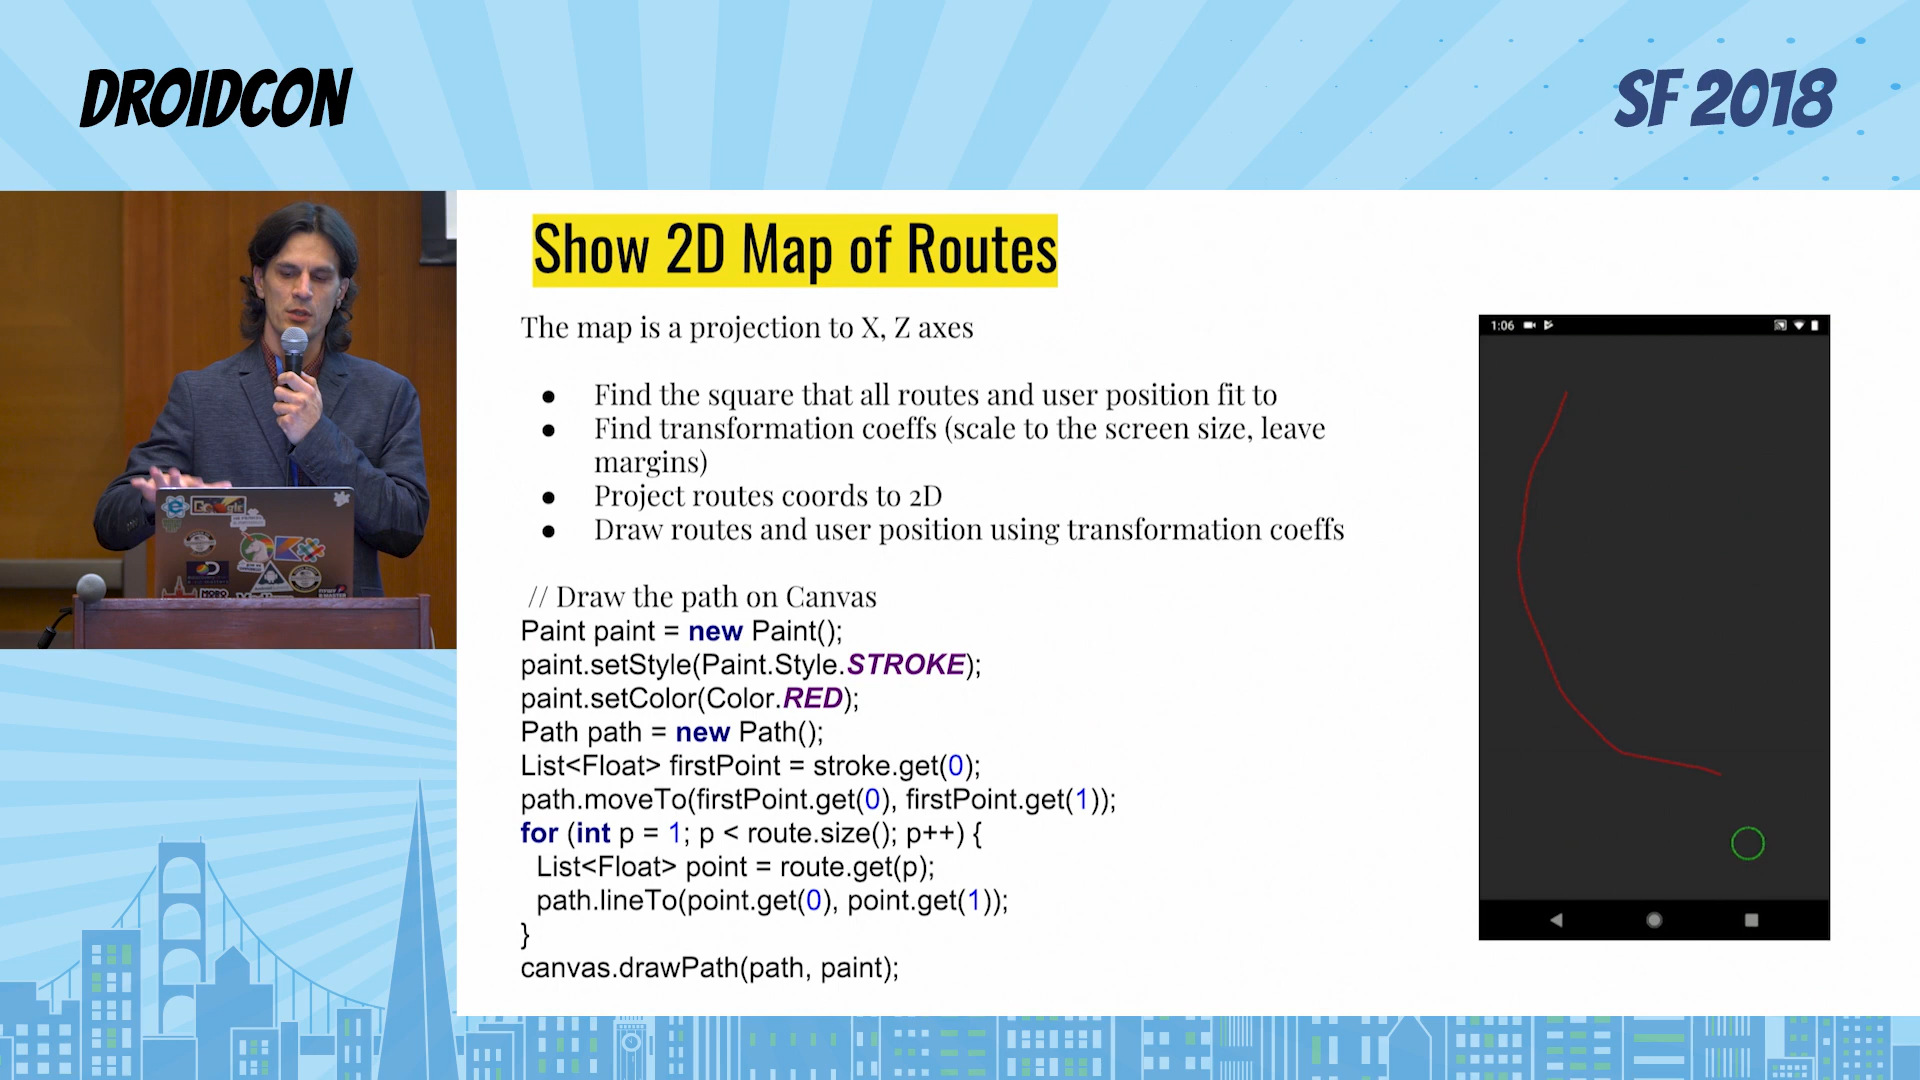 DROIDCON
SF 2018
Show 2D Map of Routes
The map is a projection to X, Z axes
● Find the square that all routes and user position fit to
● Find transformation coeffs (scale to the screen size, leave
margins)
● Project routes coords to 2D
● Draw routes and user position using transformation coeffs
// Draw the path on Canvas
Paint paint = new Paint();
paint.setStyle(Paint.Style.STROKE);
paint.setColor(Color.RED);
Path path = new Path();
List<Float> firstPoint = stroke.get(0);
path.moveTo(firstPoint.get(0), firstPoint.get(1));
for (int p = 1; p < route.size(); p++) {
List<Float> point = route.get(p);
path.lineTo(point.get(0), point.get(1));
}
canvas.drawPath(path, paint);
1:06
Google